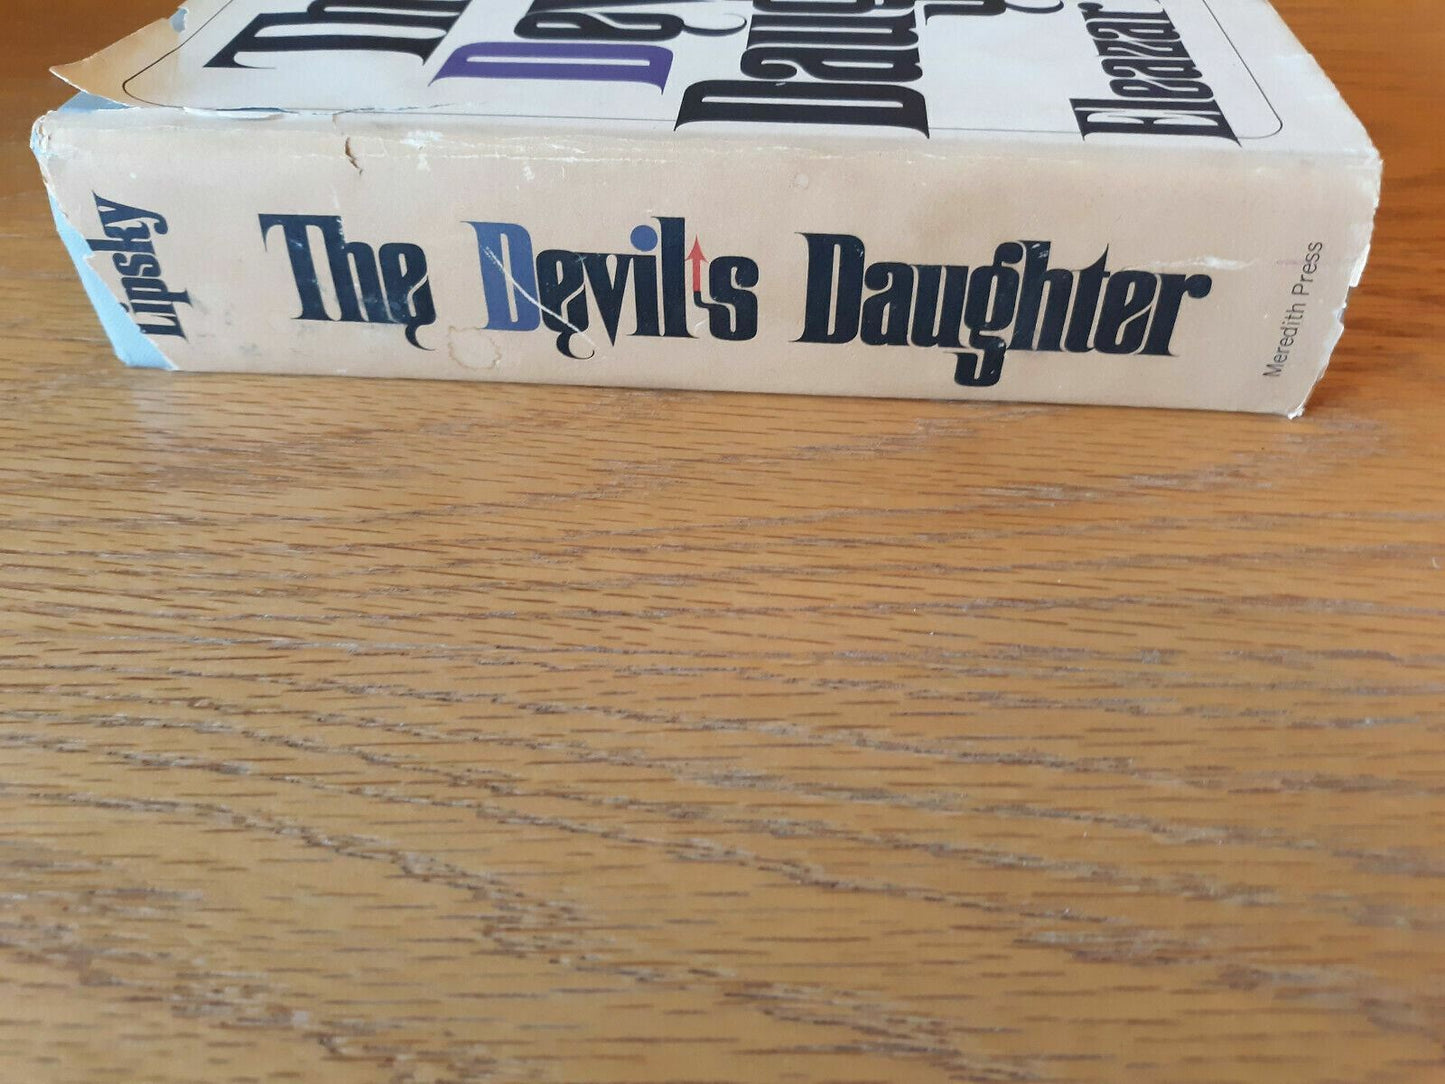 Eleazar
Lipsky
The Devil's Daughter
Meredith Press